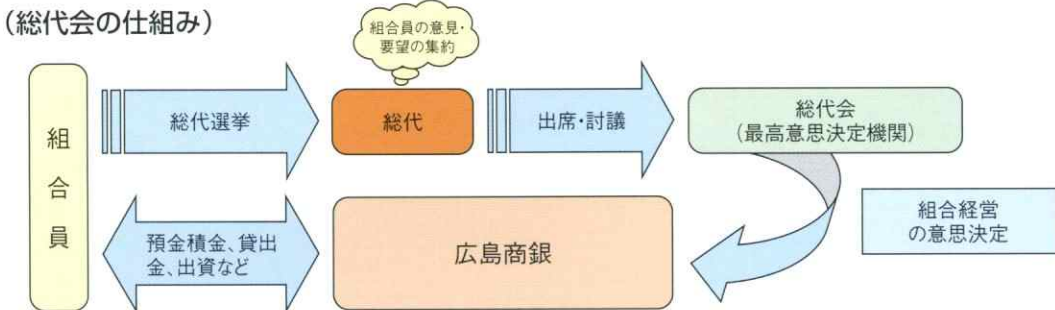 (総代会の仕組み)
組合員の意見・
要望の集約
組合員
総代選挙
総代
出席・討議
総代会
(最高意思決定機関)
預金積金、貸出
金、出資など
広島商銀
組合経営
の意思決定